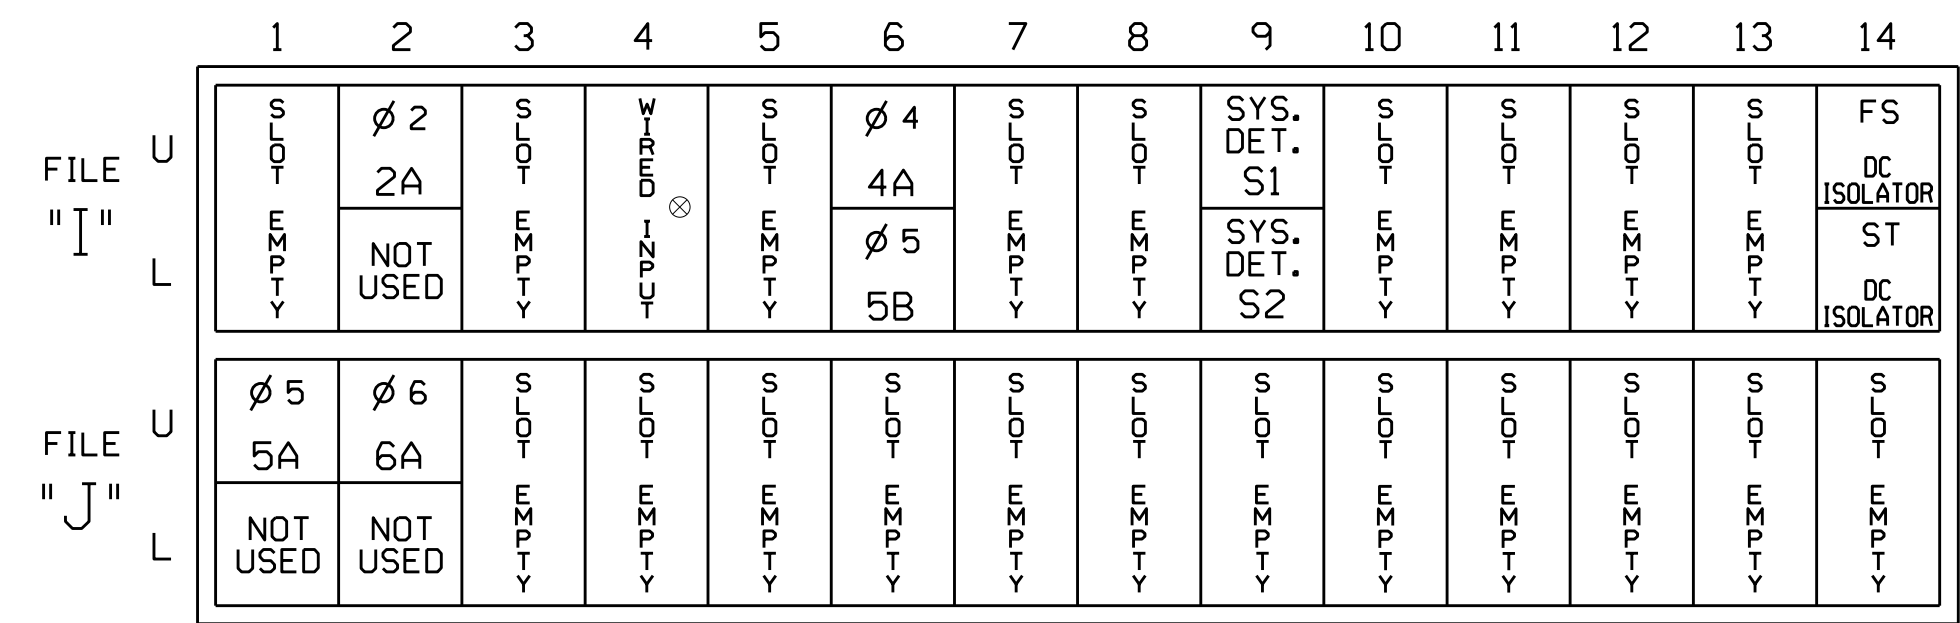 1 2 3 4 5 6 7 8 9 10 11 12 13 14
FILE "I"
U
L
SLOT EMPTY
Ø 2
2A
NOT USED
SLOT EMPTY
WIRED INPUT
SLOT EMPTY
Ø 4
4A
Ø 5
5B
SLOT EMPTY
SLOT EMPTY
SYS.
DET.
S1
SYS.
DET.
S2
SLOT EMPTY
SLOT EMPTY
SLOT EMPTY
SLOT EMPTY
FS
DC
ISOLATOR
ST
DC
ISOLATOR
FILE "J"
U
L
Ø 5
5A
NOT USED
Ø 6
6A
NOT USED
SLOT EMPTY
SLOT EMPTY
SLOT EMPTY
SLOT EMPTY
SLOT EMPTY
SLOT EMPTY
SLOT EMPTY
SLOT EMPTY
SLOT EMPTY
SLOT EMPTY
SLOT EMPTY
SLOT EMPTY